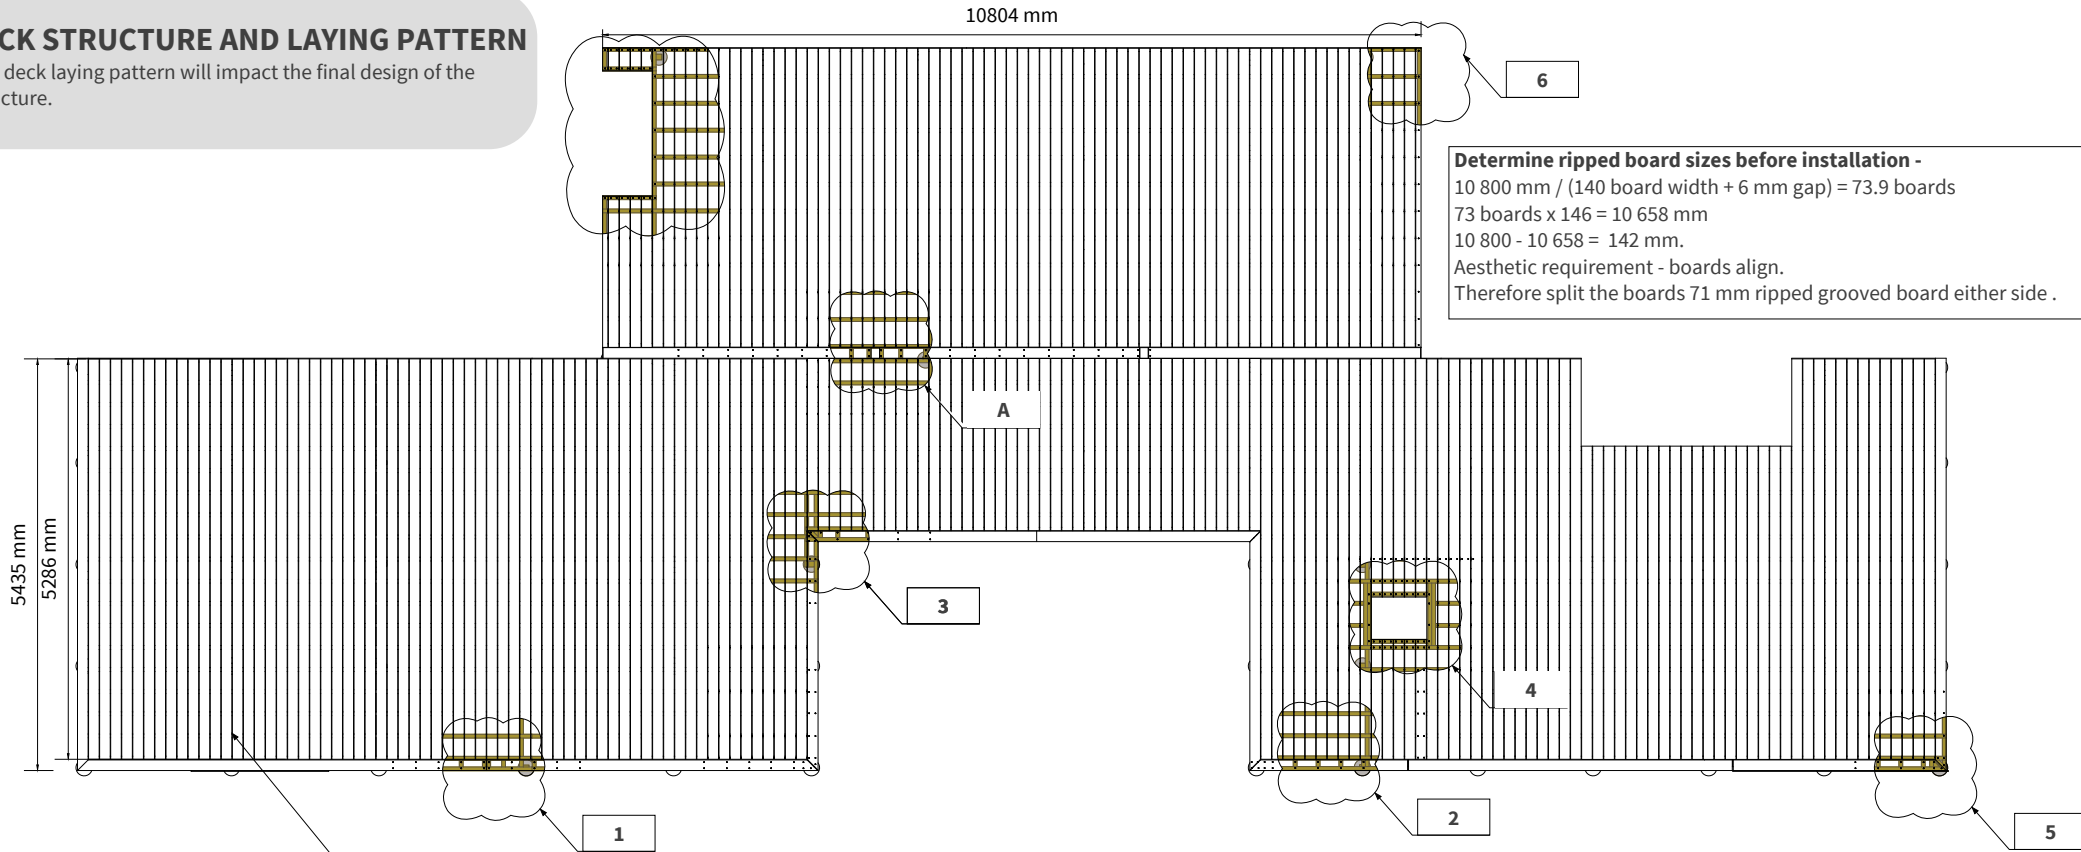 CK STRUCTURE AND LAYING PATTERN
deck laying pattern will impact the final design of the
cture.
10804 mm
6
Determine ripped board sizes before installation -
10 800 mm / (140 board width + 6 mm gap) = 73.9 boards
73 boards x 146 = 10 658 mm
10 800 - 10 658 = 142 mm.
Aesthetic requirement - boards align.
Therefore split the boards 71 mm ripped grooved board either side .
A
5435 mm
5286 mm
3
4
1
2
5